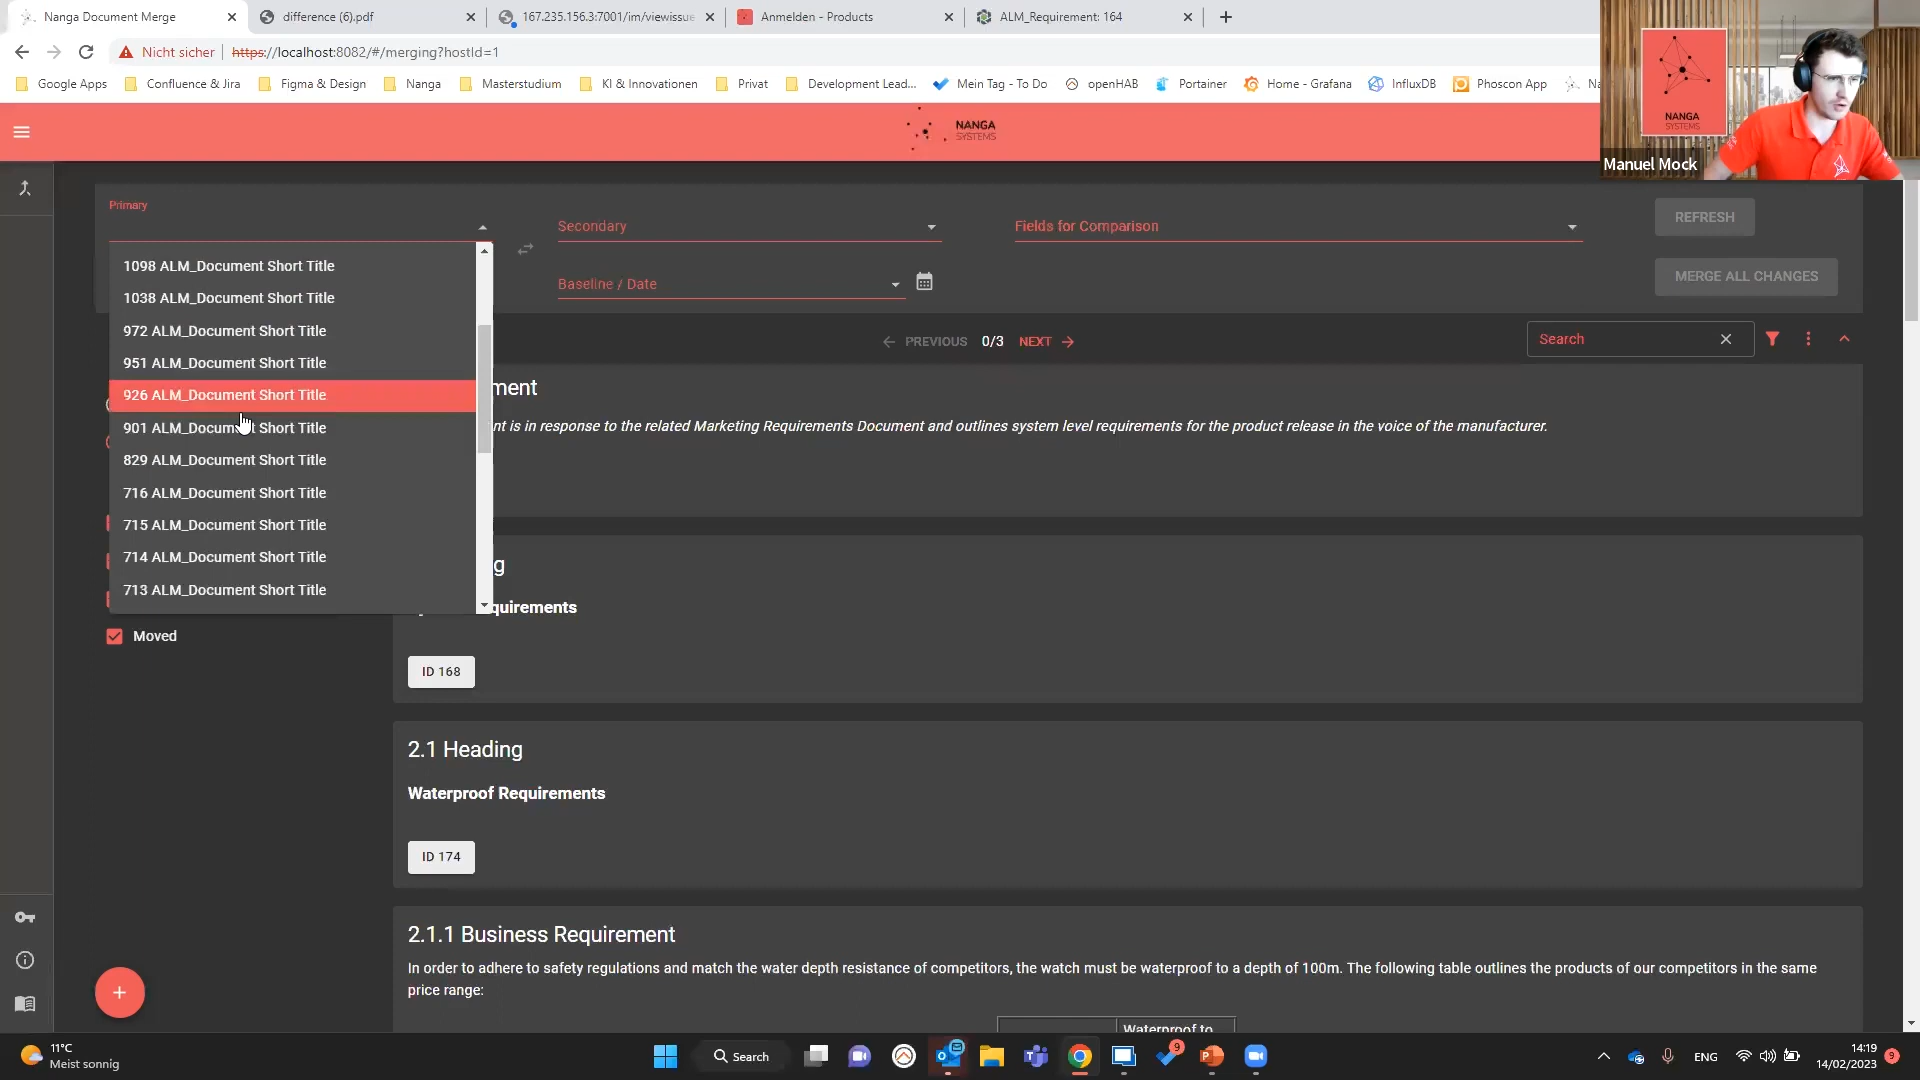 Nanga Document Merge
difference (6).pdf
167.235.156.3:7001/im/viewissue
Anmelden - Products
ALM_Requirement: 164
Nicht sicher
https://localhost:8082/#/merging?hostId=1
Google Apps
Confluence & Jira
Figma & Design
Nanga
Masterstudium
KI & Innovationen
Privat
Development Lead...
Mein Tag - To Do
openHAB
Portainer
Home - Grafana
InfluxDB
Phoscon App
NANGA
SYSTEMS
NANGA
SYSTEMS
Manuel Mock
Primary
Secondary
Fields for Comparison
REFRESH
Baseline / Date
MERGE ALL CHANGES
1098 ALM_Document Short Title
1038 ALM_Document Short Title
972 ALM_Document Short Title
951 ALM_Document Short Title
926 ALM_Document Short Title
901 ALM_Document Short Title
829 ALM_Document Short Title
716 ALM_Document Short Title
715 ALM_Document Short Title
714 ALM_Document Short Title
713 ALM_Document Short Title
Moved
PREVIOUS 0/3 NEXT
Search
ment
nt is in response to the related Marketing Requirements Document and outlines system level requirements for the product release in the voice of the manufacturer.
g
quirements
ID 168
2.1 Heading
Waterproof Requirements
ID 174
2.1.1 Business Requirement
In order to adhere to safety regulations and match the water depth resistance of competitors, the watch must be waterproof to a depth of 100m. The following table outlines the products of our competitors in the same
price range:
Waterproof to
+
11°C
Meist sonnig
Search
9
ENG
14:19
14/02/2023
9